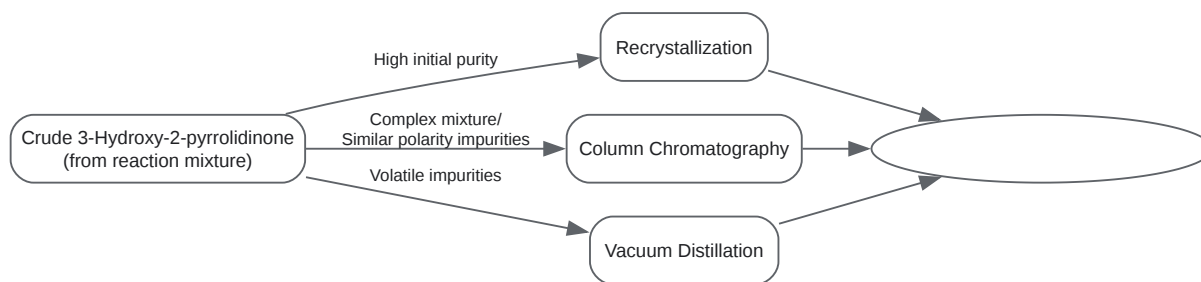 High initial purity
Recrystallization
Crude 3-Hydroxy-2-pyrrolidinone
(from reaction mixture)
Complex mixture/
Similar polarity impurities
Column Chromatography
Volatile impurities
Vacuum Distillation